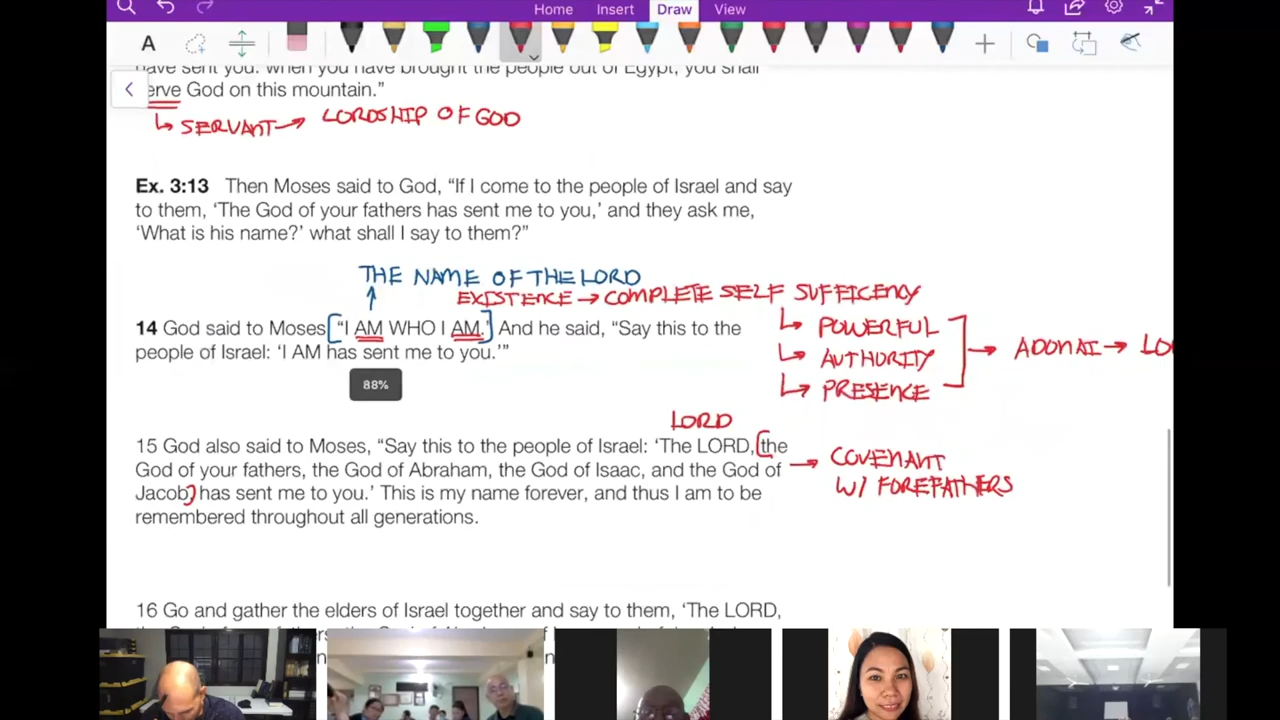 Home Insert Draw View
A
have sent you: when you have brought the people out of Egypt, you shall
erve God on this mountain.”
SERVANT → LORDSHIP OF GOD
Ex. 3:13 Then Moses said to God, “If I come to the people of Israel and say
to them, ‘The God of your fathers has sent me to you,’ and they ask me,
‘What is his name?’ what shall I say to them?”
THE NAME OF THE LORD
EXISTENCE → COMPLETE SELF SUFFICENCY
14 God said to Moses, “I AM WHO I AM.” And he said, “Say this to the
people of Israel: ‘I AM has sent me to you.’”
POWERFUL
AUTHORITY
PRESENCE
ADONAI → LO
88%
LORD
15 God also said to Moses, “Say this to the people of Israel: ‘The LORD, the
God of your fathers, the God of Abraham, the God of Isaac, and the God of
Jacob, has sent me to you.’ This is my name forever, and thus I am to be
remembered throughout all generations.
COVENANT
W/ FOREFATHERS
16 Go and gather the elders of Israel together and say to them, ‘The LORD,